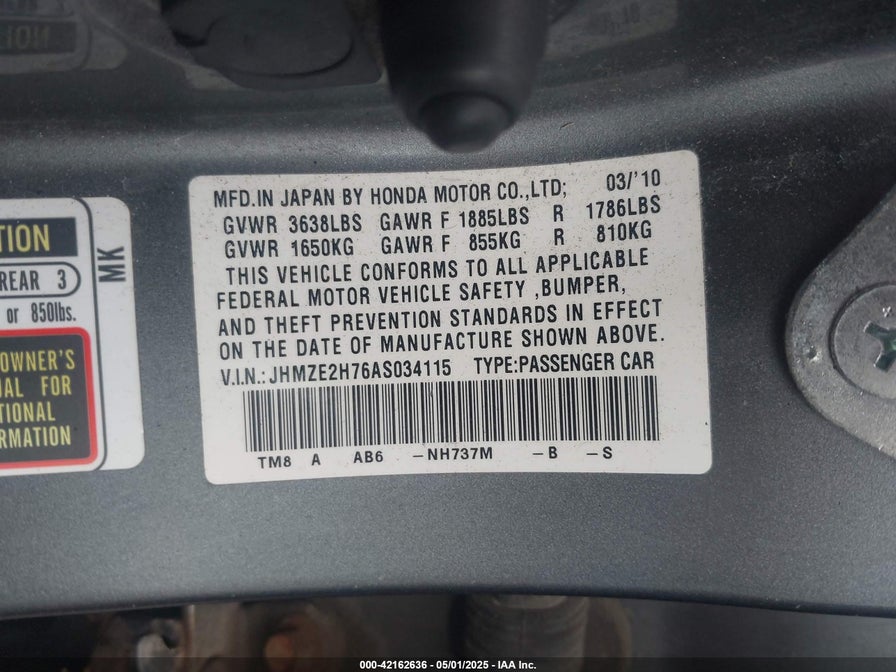 TION
REAR 3
or 850lbs.
OWNER'S
UAL FOR
TIONAL
RMATION
MK
MFD.IN JAPAN BY HONDA MOTOR CO.,LTD; 03/'10
GVWR 3638LBS GAWR F 1885LBS R 1786LBS
GVWR 1650KG GAWR F 855KG R 810KG
THIS VEHICLE CONFORMS TO ALL APPLICABLE
FEDERAL MOTOR VEHICLE SAFETY ,BUMPER,
AND THEFT PREVENTION STANDARDS IN EFFECT
ON THE DATE OF MANUFACTURE SHOWN ABOVE.
V.I.N.: JHMZE2H76AS034115 TYPE:PASSENGER CAR
TM8 A AB6 -NH737M -B -S
000-42162636 - 05/01/2025 - IAA Inc.